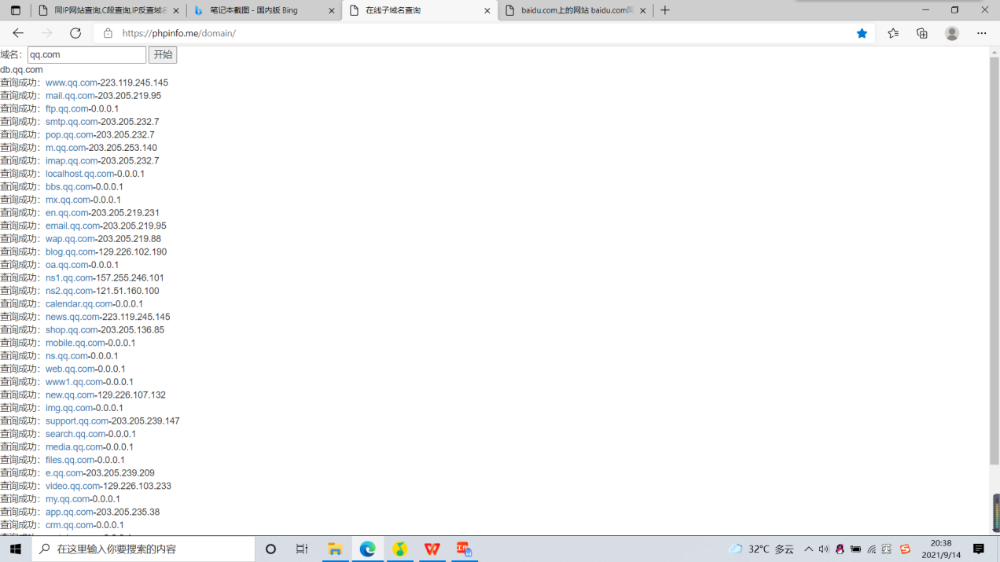 同IP网站查询,C段查询,IP反查域名
笔记本截图 - 国内版 Bing
在线子域名查询
baidu.com上的网站 baidu.com同
https://phpinfo.me/domain/
域名： qq.com 开始
db.qq.com
查询成功：www.qq.com-223.119.245.145
查询成功：mail.qq.com-203.205.219.95
查询成功：ftp.qq.com-0.0.0.1
查询成功：smtp.qq.com-203.205.232.7
查询成功：pop.qq.com-203.205.232.7
查询成功：m.qq.com-203.205.253.140
查询成功：imap.qq.com-203.205.232.7
查询成功：localhost.qq.com-0.0.0.1
查询成功：bbs.qq.com-0.0.0.1
查询成功：mx.qq.com-0.0.0.1
查询成功：en.qq.com-203.205.219.231
查询成功：email.qq.com-203.205.219.95
查询成功：wap.qq.com-203.205.219.88
查询成功：blog.qq.com-129.226.102.190
查询成功：oa.qq.com-0.0.0.1
查询成功：ns1.qq.com-157.255.246.101
查询成功：ns2.qq.com-121.51.160.100
查询成功：calendar.qq.com-0.0.0.1
查询成功：news.qq.com-223.119.245.145
查询成功：shop.qq.com-203.205.136.85
查询成功：mobile.qq.com-0.0.0.1
查询成功：ns.qq.com-0.0.0.1
查询成功：web.qq.com-0.0.0.1
查询成功：www1.qq.com-0.0.0.1
查询成功：new.qq.com-129.226.107.132
查询成功：img.qq.com-0.0.0.1
查询成功：support.qq.com-203.205.239.147
查询成功：search.qq.com-0.0.0.1
查询成功：media.qq.com-0.0.0.1
查询成功：files.qq.com-0.0.0.1
查询成功：e.qq.com-203.205.239.209
查询成功：video.qq.com-129.226.103.233
查询成功：my.qq.com-0.0.0.1
查询成功：app.qq.com-203.205.235.38
查询成功：crm.qq.com-0.0.0.1
在这里输入你要搜索的内容
32°C 多云
英
20:38
2021/9/14